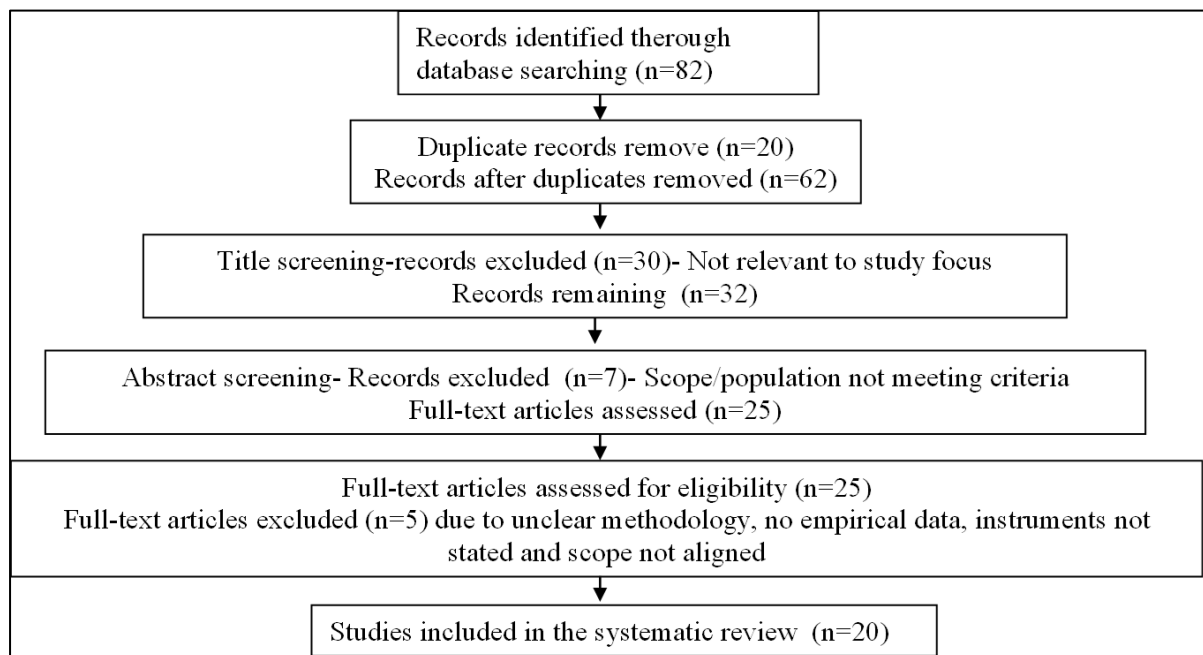 Records identified therough
database searching (n=82)
Duplicate records remove (n=20)
Records after duplicates removed (n=62)
Title screening-records excluded (n=30)- Not relevant to study focus
Records remaining (n=32)
Abstract screening- Records excluded (n=7)- Scope/population not meeting criteria
Full-text articles assessed (n=25)
Full-text articles assessed for eligibility (n=25)
Full-text articles excluded (n=5) due to unclear methodology, no empirical data, instruments not
stated and scope not aligned
Studies included in the systematic review (n=20)